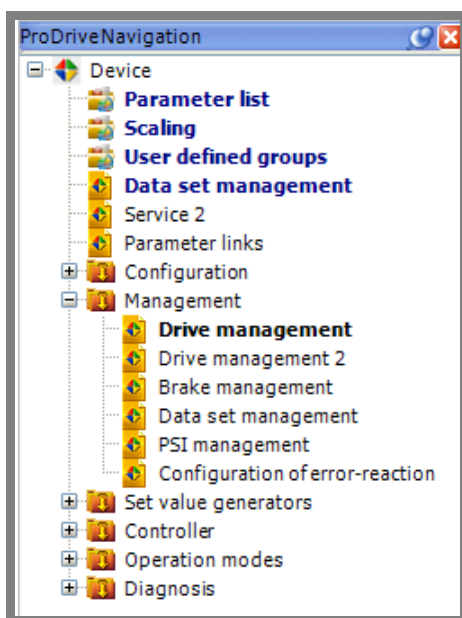 ProDriveNavigation
Device
Parameter list
Scaling
User defined groups
Data set management
Service 2
Parameter links
Configuration
Management
Drive management
Drive management 2
Brake management
Data set management
PSI management
Configuration of error-reaction
Set value generators
Controller
Operation modes
Diagnosis